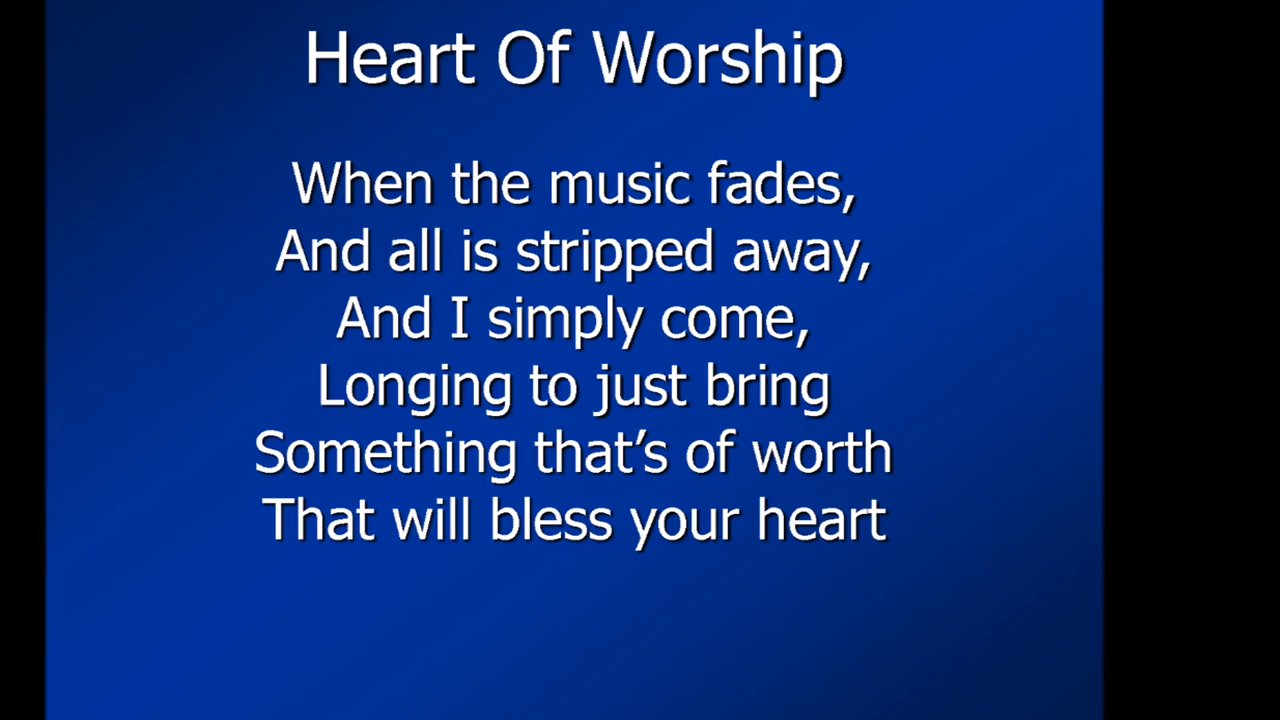 Heart Of Worship
When the music fades,
And all is stripped away,
And I simply come,
Longing to just bring
Something that’s of worth
That will bless your heart